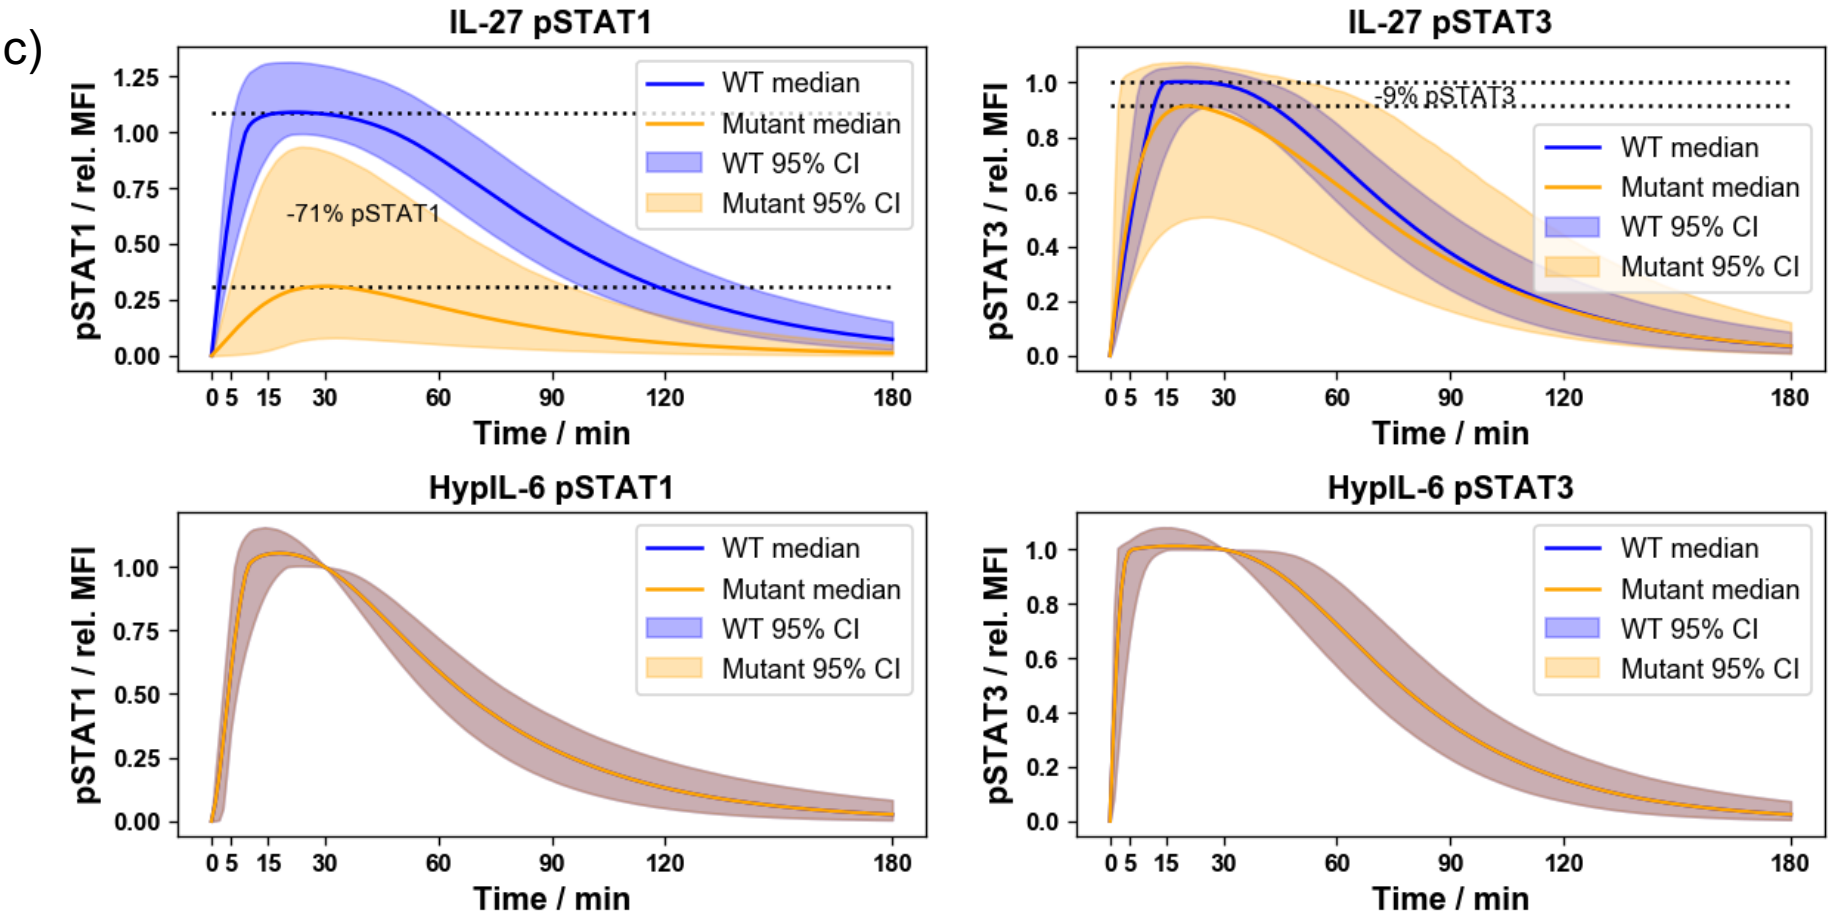 c)
IL-27 pSTAT1
pSTAT1 / rel. MFI
1.25
1.00
0.75
0.50
0.25
0.00
WT median
Mutant median
WT 95% CI
Mutant 95% CI
-71% pSTAT1
0 5 15 30 60 90 120 180
Time / min
IL-27 pSTAT3
pSTAT3 / rel. MFI
1.0
0.8
0.6
0.4
0.2
0.0
-9% pSTAT3
WT median
Mutant median
WT 95% CI
Mutant 95% CI
0 5 15 30 60 90 120 180
Time / min
HypIL-6 pSTAT1
pSTAT1 / rel. MFI
1.00
0.75
0.50
0.25
0.00
WT median
Mutant median
WT 95% CI
Mutant 95% CI
0 5 15 30 60 90 120 180
Time / min
HypIL-6 pSTAT3
pSTAT3 / rel. MFI
1.0
0.8
0.6
0.4
0.2
0.0
WT median
Mutant median
WT 95% CI
Mutant 95% CI
0 5 15 30 60 90 120 180
Time / min